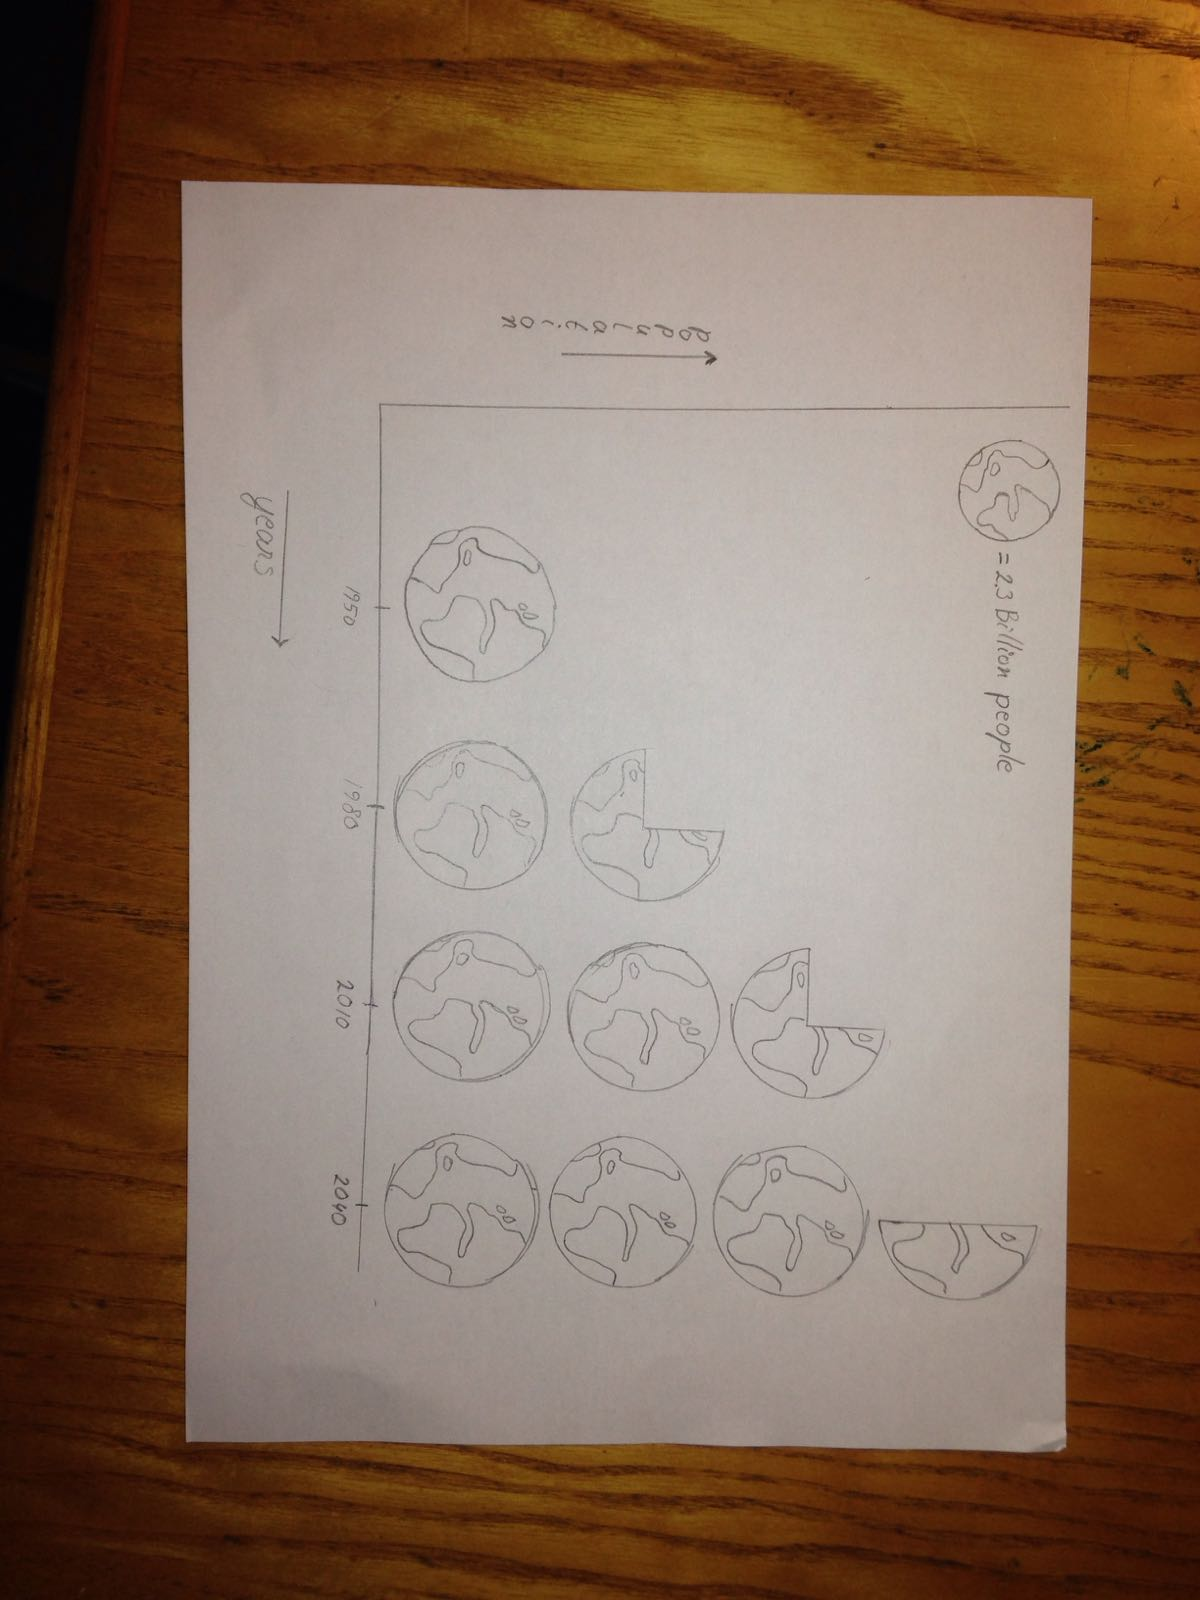 = 2.3 Billion people
Population
1950
1980
2010
2040
years